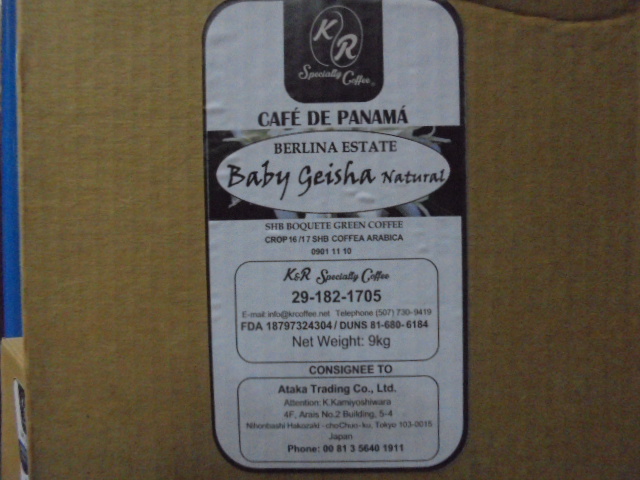 K R
Specialty Coffee
CAFÉ DE PANAMÁ
BERLINA ESTATE
Baby Geisha Natural
SHB BOQUETE GREEN COFFEE
CROP 16/17 SHB COFFEA ARABICA
0901 11 10
K&R Specialty Coffee
29-182-1705
E-mail: info@krcoffee.net Telephone (507) 730-9419
FDA 18797324304 / DUNS 81-680-6184
Net Weight: 9kg
CONSIGNEE TO
Ataka Trading Co., Ltd.
Attention: K.Kamiyoshiwara
4F, Arais No.2 Building, 5-4
Nihonbashi Hakozaki -choChuo-ku, Tokyo 103-0015
Japan
Phone: 00 81 3 5640 1911